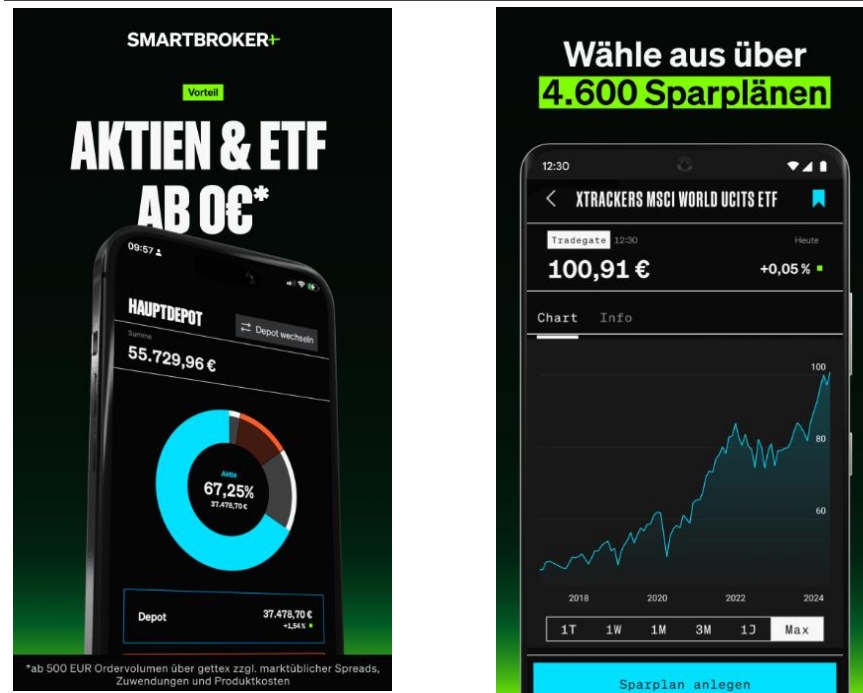 SMARTBROKER+
Vorteil
AKTIEN & ETF
AB 0€*
09:57
HAUPTDEPOT
Depot wechseln
Summe
55.729,96 €
Aktiv
67,25%
37.478,70 €
Depot
37.478,70 €
+1,54%
*ab 500 EUR Ordervolumen über gettex zzgl. marktüblicher Spreads,
Zuwendungen und Produktkosten
Wähle aus über
4.600 Sparplänen
12:30
XTRACKERS MSCI WORLD UCITS ETF
Tradegate 12:30 Heute
100,91 € +0,05 %
Chart Info
100
80
60
2018 2020 2022 2024
1T 1W 1M 3M 1J Max
Sparplan anlegen